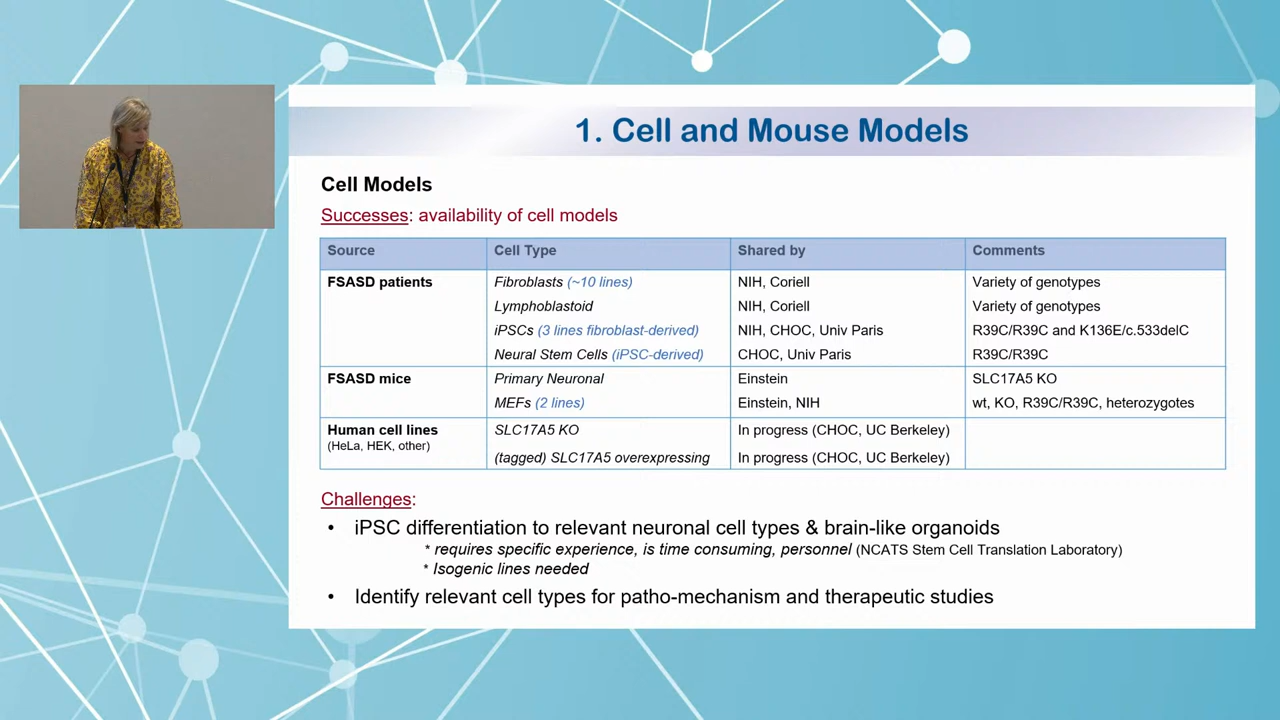 1. Cell and Mouse Models
Cell Models
Successes: availability of cell models
Source Cell Type Shared by Comments
FSASD patients Fibroblasts (~10 lines) NIH, Coriell Variety of genotypes
Lymphoblastoid NIH, Coriell Variety of genotypes
iPSCs (3 lines fibroblast-derived) NIH, CHOC, Univ Paris R39C/R39C and K136E/c.533delC
Neural Stem Cells (iPSC-derived) CHOC, Univ Paris R39C/R39C
FSASD mice Primary Neuronal Einstein SLC17A5 KO
MEFs (2 lines) Einstein, NIH wt, KO, R39C/R39C, heterozygotes
Human cell lines SLC17A5 KO In progress (CHOC, UC Berkeley)
(HeLa, HEK, other)
(tagged) SLC17A5 overexpressing In progress (CHOC, UC Berkeley)
Challenges:
• iPSC differentiation to relevant neuronal cell types & brain-like organoids
* requires specific experience, is time consuming, personnel (NCATS Stem Cell Translation Laboratory)
* Isogenic lines needed
• Identify relevant cell types for patho-mechanism and therapeutic studies